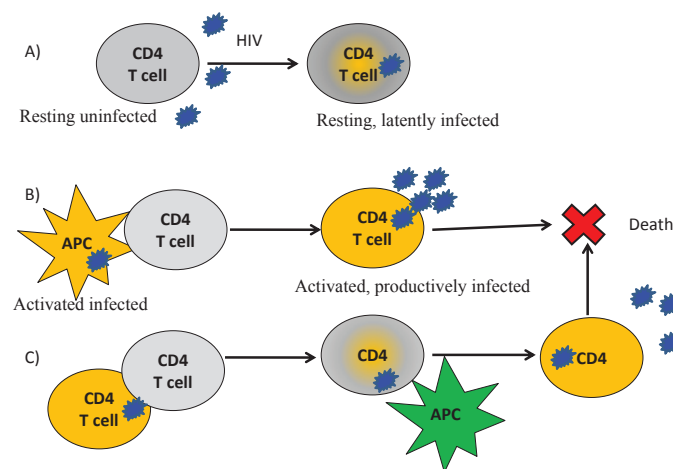 A)
HIV
CD4
T cell
CD4
T cell
Resting uninfected
Resting, latently infected
B)
APC
CD4
T cell
CD4
T cell
Death
Activated infected
Activated, productively infected
C)
CD4
T cell
CD4
CD4
CD4
T cell
APC